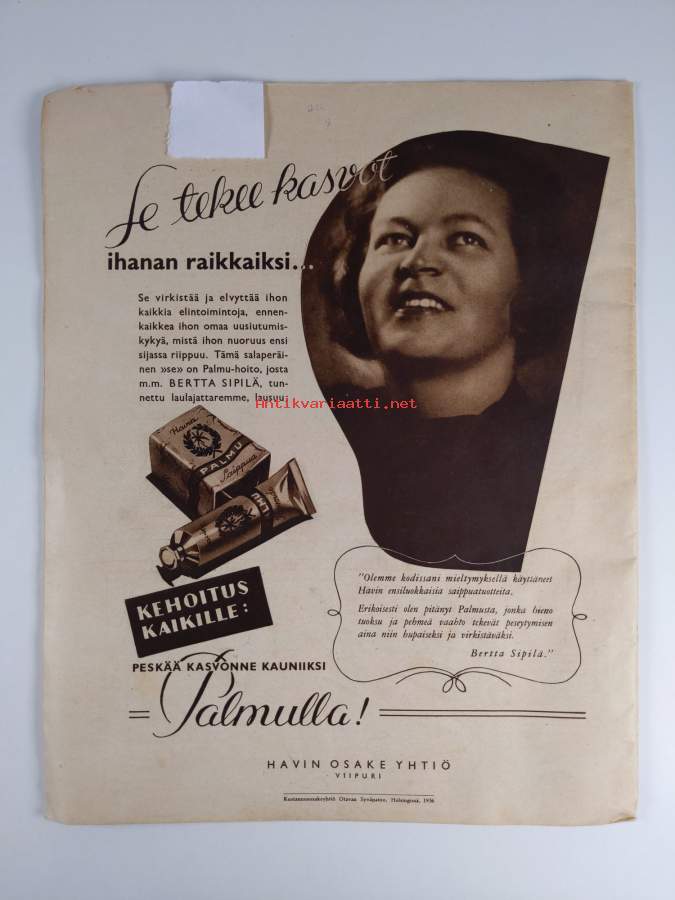 Se tekee kasvot
ihanan raikkaiksi...
Se virkistää ja elvyttää ihon
kaikkia elintoimintoja, ennen-
kaikkea ihon omaa uusiutumis-
kykyä, mistä ihon nuoruus ensi
sijassa riippuu. Tämä salaperäi-
nen »se» on Palmu-hoito, josta
m.m. BERTTA SIPILÄ, tun-
nettu laulajattaremme, lausuu:
Antikvariaatti.net
Havin
PALMU
Saippua
PALMU
KEHOITUS
KAIKILLE:
"Olemme kodissani mieltymyksellä käyttäneet
Havin ensiluokkaisia saippuatuotteita.
Erikoisesti olen pitänyt Palmusta, jonka hieno
tuoksu ja pehmeä vaahto tekevät peseytymisen
aina niin hupaiseksi ja virkistäväksi.
Bertta Sipilä."
PESKÄÄ KASVONNE KAUNIIKSI
Palmulla!
HAVIN OSAKE YHTIÖ
VIIPURI
Kustannusosakeyhtiö Otavan Syväpaino, Helsingissä, 1936